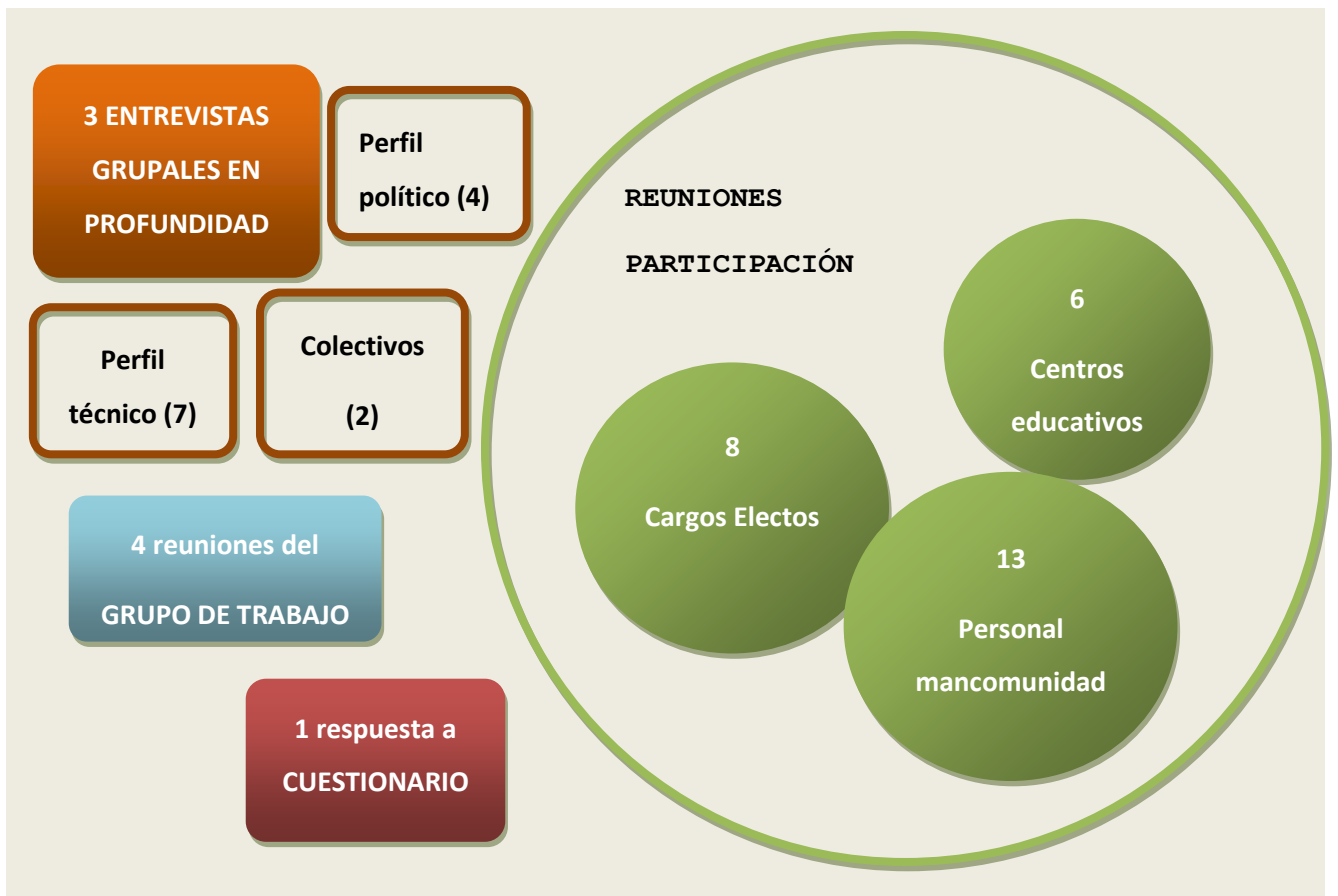 3 ENTREVISTAS
GRUPALES EN
PROFUNDIDAD
Perfil
político (4)
Perfil
técnico (7)
Colectivos
(2)
4 reuniones del
GRUPO DE TRABAJO
1 respuesta a
CUESTIONARIO
REUNIONES
PARTICIPACIÓN
6
Centros
educativos
8
Cargos Electos
13
Personal
mancomunidad